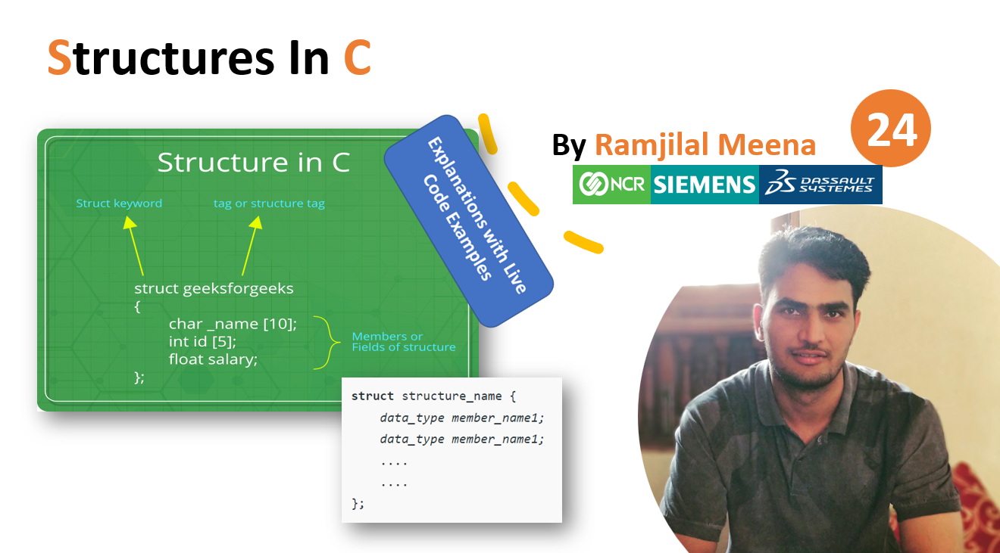 Structures In C
Structure in C
Struct keyword
tag or structure tag
struct geeksforgeeks
{
char _name [10];
int id [5];
float salary;
};
Members or
Fields of structure
Explanations with Live
Code Examples
struct structure_name {
data_type member_name1;
data_type member_name1;
....
....
};
By Ramjilal Meena
24
NCR
SIEMENS
DASSAULT
SYSTEMES